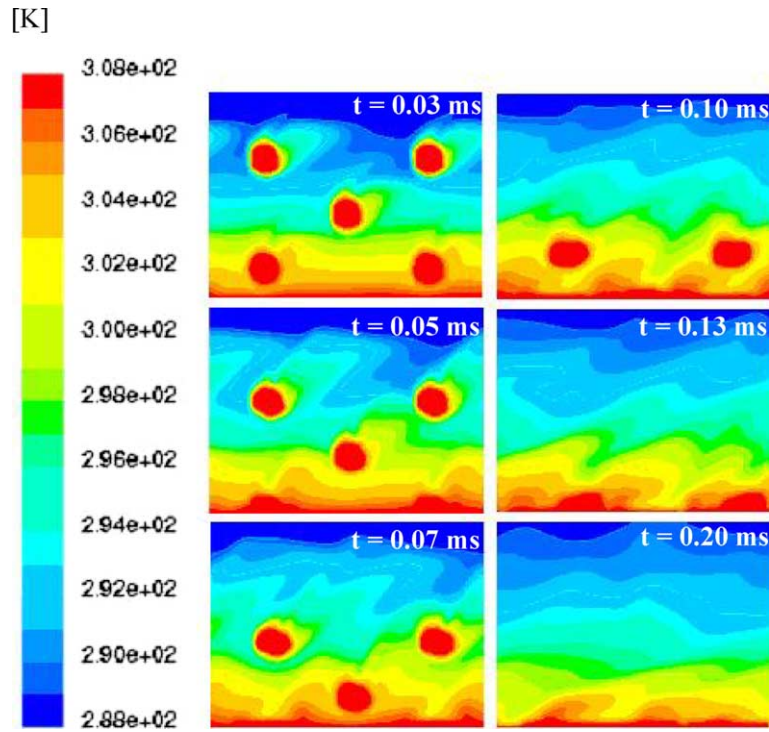 [K]
3.08e+02
3.06e+02
3.04e+02
3.02e+02
3.00e+02
2.98e+02
2.96e+02
2.94e+02
2.92e+02
2.90e+02
2.88e+02
t = 0.03 ms
t = 0.10 ms
t = 0.05 ms
t = 0.13 ms
t = 0.07 ms
t = 0.20 ms